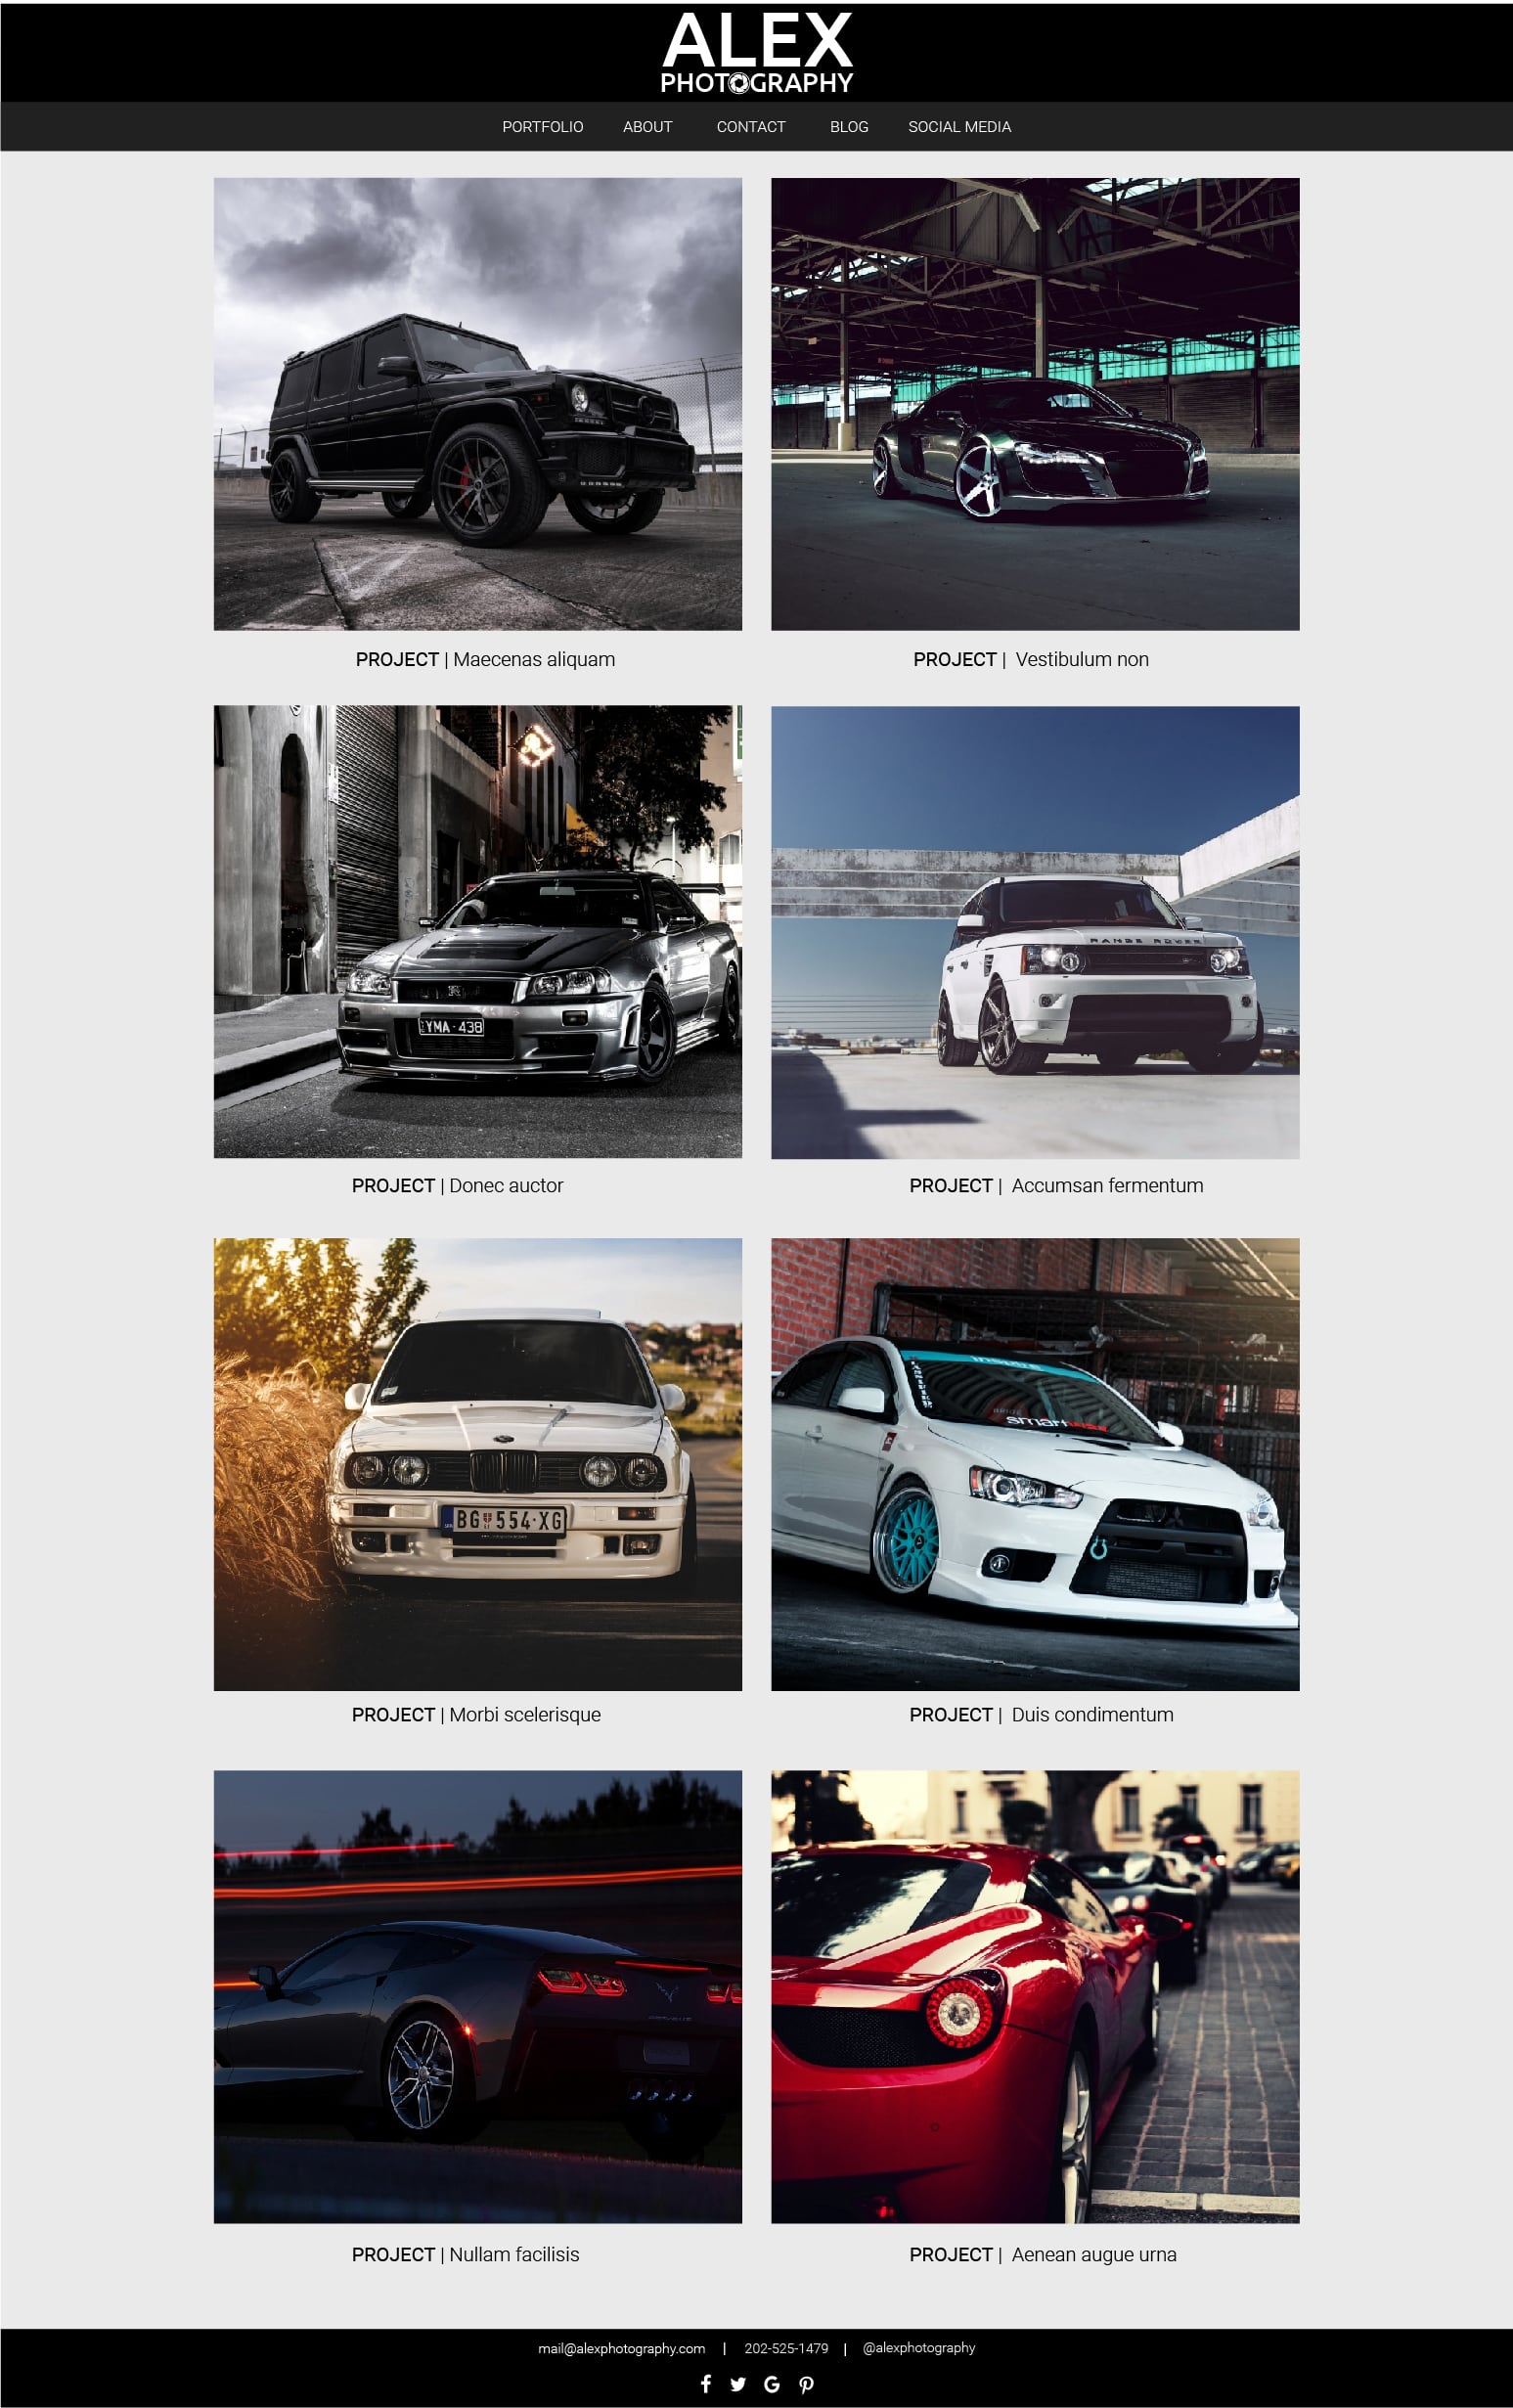 ALEX
PHOTOGRAPHY
PORTFOLIO ABOUT CONTACT BLOG SOCIAL MEDIA
PROJECT | Maecenas aliquam
PROJECT | Vestibulum non
YMA·438
RANGE ROVER
PROJECT | Donec auctor
PROJECT | Accumsan fermentum
BG 554·XG
smart
PROJECT | Morbi scelerisque
PROJECT | Duis condimentum
CORVETTE
PROJECT | Nullam facilisis
PROJECT | Aenean augue urna
mail@alexphotography.com | 202-525-1479 | @alexphotography